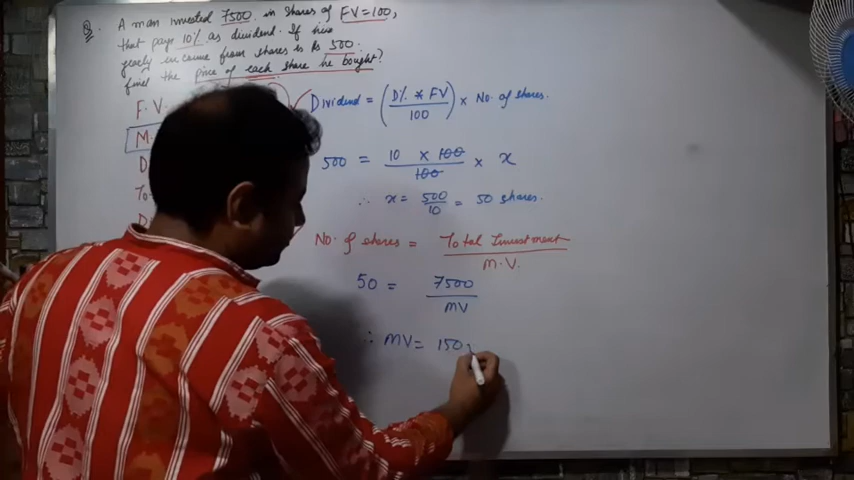 Q. A man invested 7500 in shares of FV=100,
that pays 10% as dividend. If his
yearly income from shares is Rs 500.
find the price of each share he bought?
F.V.
M.
D
To
D
Dividend = (D% * FV / 100) × No. of shares.
500 = 10 × 100 / 100 × x
∴ x = 500 / 10 = 50 shares.
No. of shares = Total Investment / M.V.
50 = 7500 / MV
∴ MV = 150